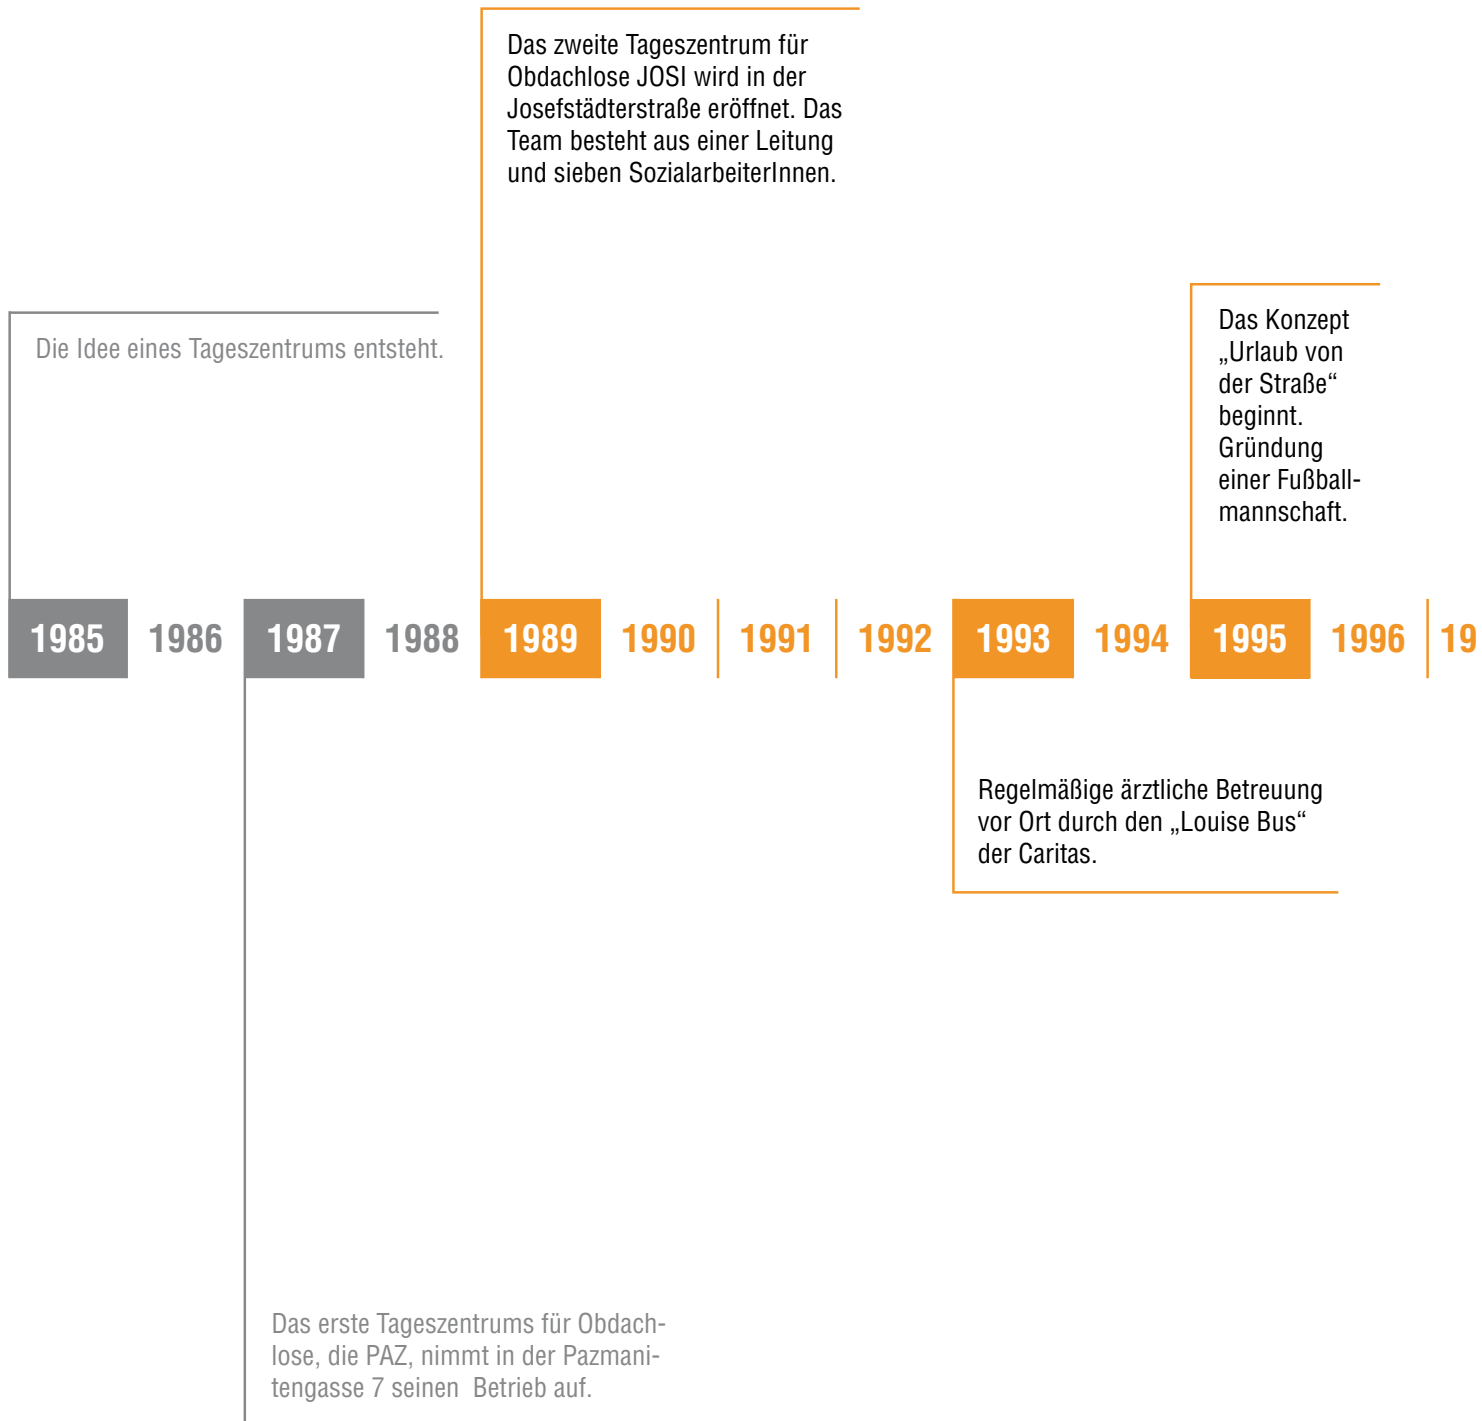 Das zweite Tageszentrum für
Obdachlose JOSI wird in der
Josefstädterstraße eröffnet. Das
Team besteht aus einer Leitung
und sieben SozialarbeiterInnen.
Die Idee eines Tageszentrums entsteht.
Das Konzept
„Urlaub von
der Straße“
beginnt.
Gründung
einer Fußball-
mannschaft.
1985 1986 1987 1988 1989 1990 1991 1992 1993 1994 1995 1996 19
Regelmäßige ärztliche Betreuung
vor Ort durch den „Louise Bus“
der Caritas.
Das erste Tageszentrums für Obdach-
lose, die PAZ, nimmt in der Pazmani-
tengasse 7 seinen  Betrieb auf.